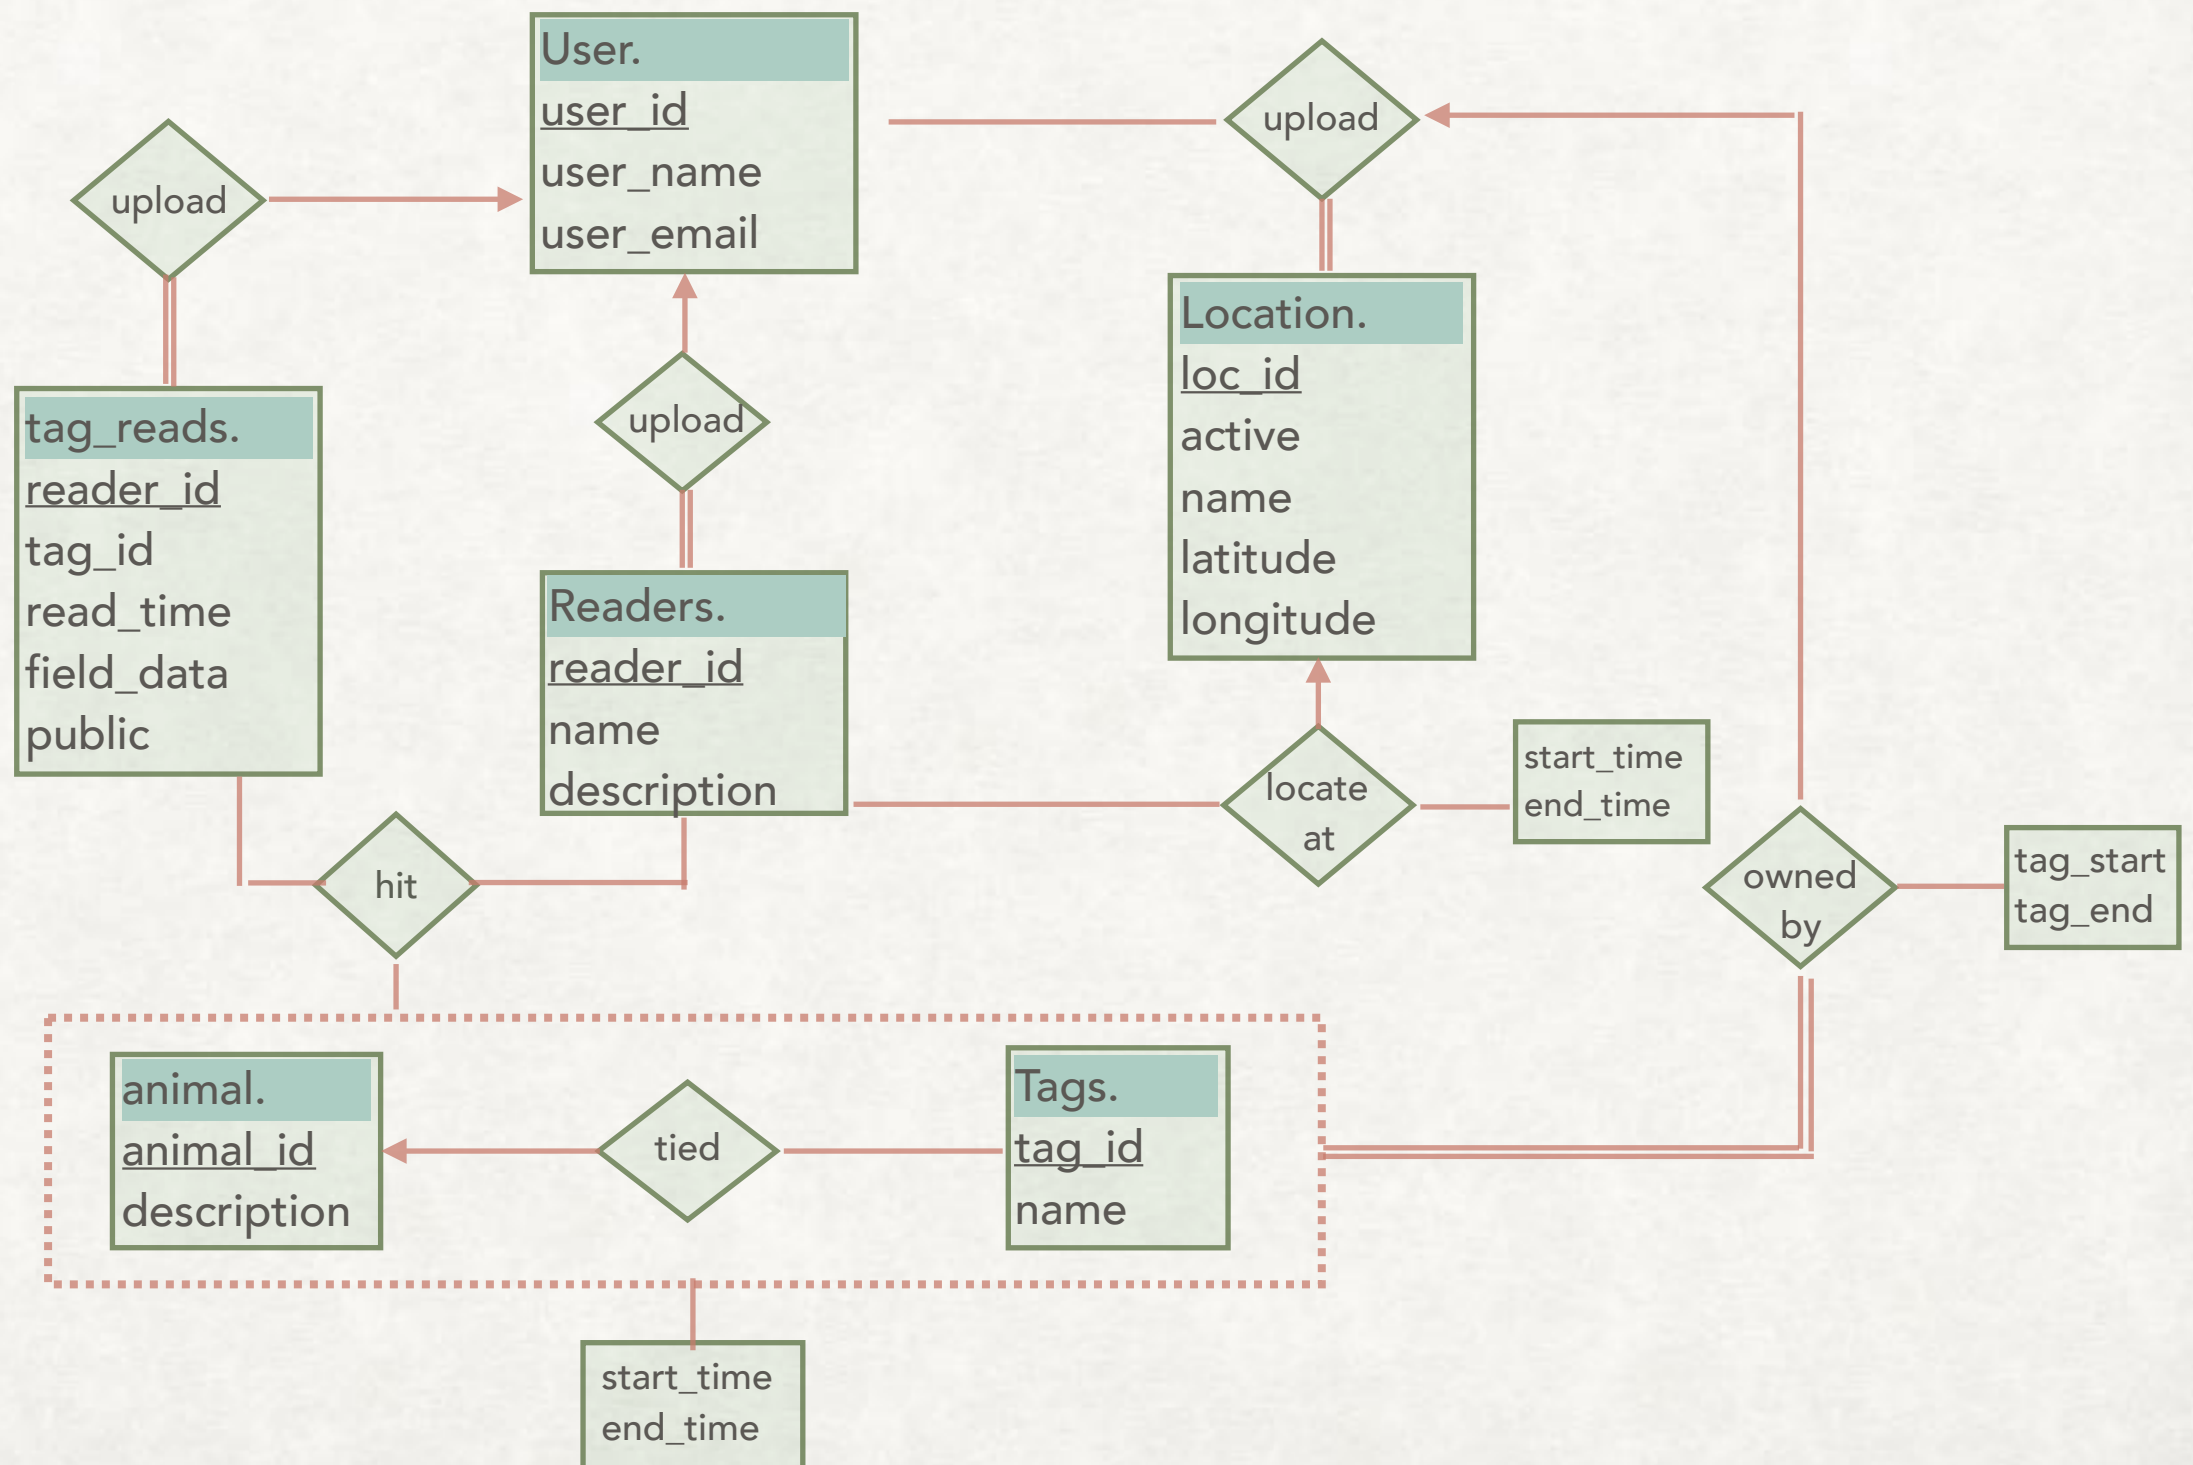 User.
user_id
user_name
user_email
upload
upload
upload
tag_reads.
reader_id
tag_id
read_time
field_data
public
Readers.
reader_id
name
description
Location.
loc_id
active
name
latitude
longitude
locate
at
start_time
end_time
hit
owned
by
tag_start
tag_end
animal.
animal_id
description
tied
Tags.
tag_id
name
start_time
end_time